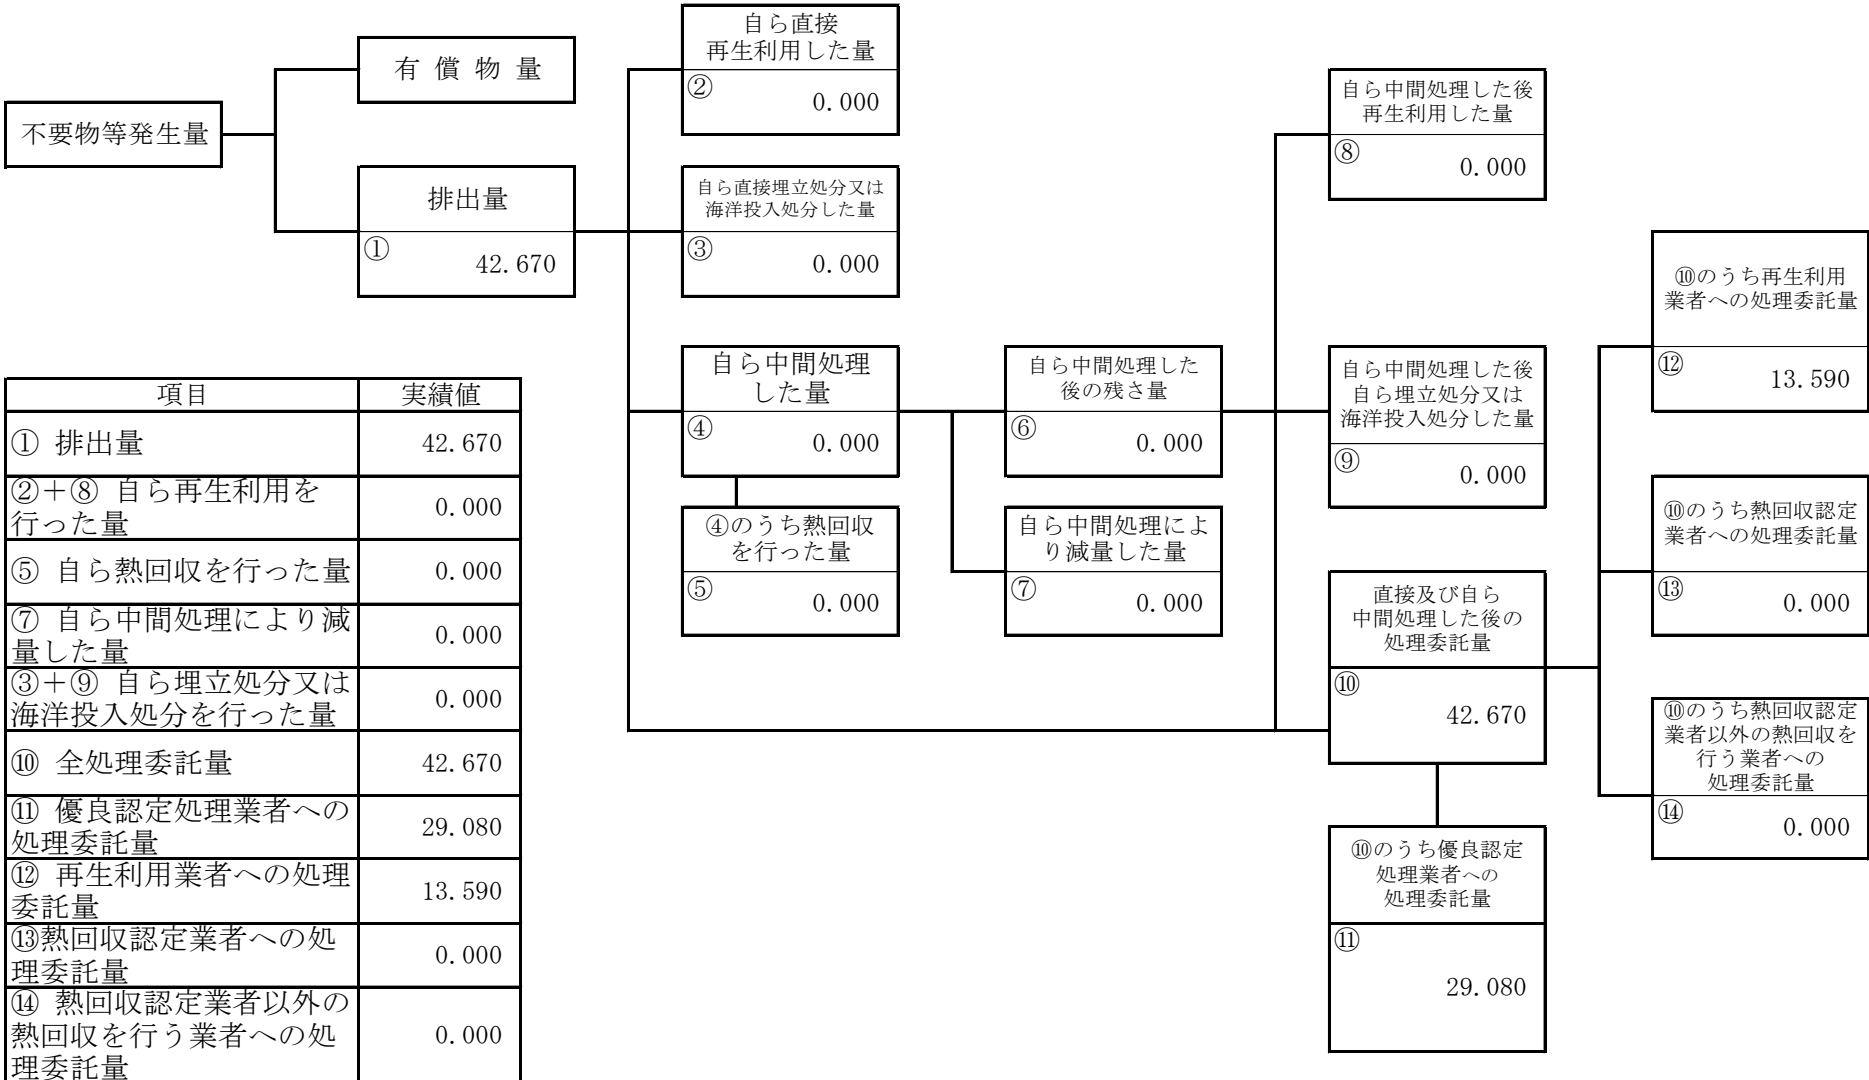 自ら直接
再生利用した量
② 0.000
有 償 物 量
不要物等発生量
排出量
① 42.670
自ら直接埋立処分又は
海洋投入処分した量
③ 0.000
自ら中間処理した後
再生利用した量
⑧ 0.000
⑩のうち再生利用
業者への処理委託量
⑫ 13.590
自ら中間処理
した量
④ 0.000
自ら中間処理した
後の残さ量
⑥ 0.000
自ら中間処理した後
自ら埋立処分又は
海洋投入処分した量
⑨ 0.000
④のうち熱回収
を行った量
⑤ 0.000
自ら中間処理によ
り減量した量
⑦ 0.000
⑩のうち熱回収認定
業者への処理委託量
⑬ 0.000
直接及び自ら
中間処理した後の
処理委託量
⑩ 42.670
⑩のうち熱回収認定
業者以外の熱回収を
行う業者への
処理委託量
⑭ 0.000
⑩のうち優良認定
処理業者への
処理委託量
⑪ 29.080
項目 実績値
① 排出量 42.670
②＋⑧ 自ら再生利用を
行った量 0.000
⑤ 自ら熱回収を行った量 0.000
⑦ 自ら中間処理により減
量した量 0.000
③＋⑨ 自ら埋立処分又は
海洋投入処分を行った量 0.000
⑩ 全処理委託量 42.670
⑪ 優良認定処理業者への
処理委託量 29.080
⑫ 再生利用業者への処理
委託量 13.590
⑬熱回収認定業者への処
理委託量 0.000
⑭ 熱回収認定業者以外の
熱回収を行う業者への処
理委託量 0.000